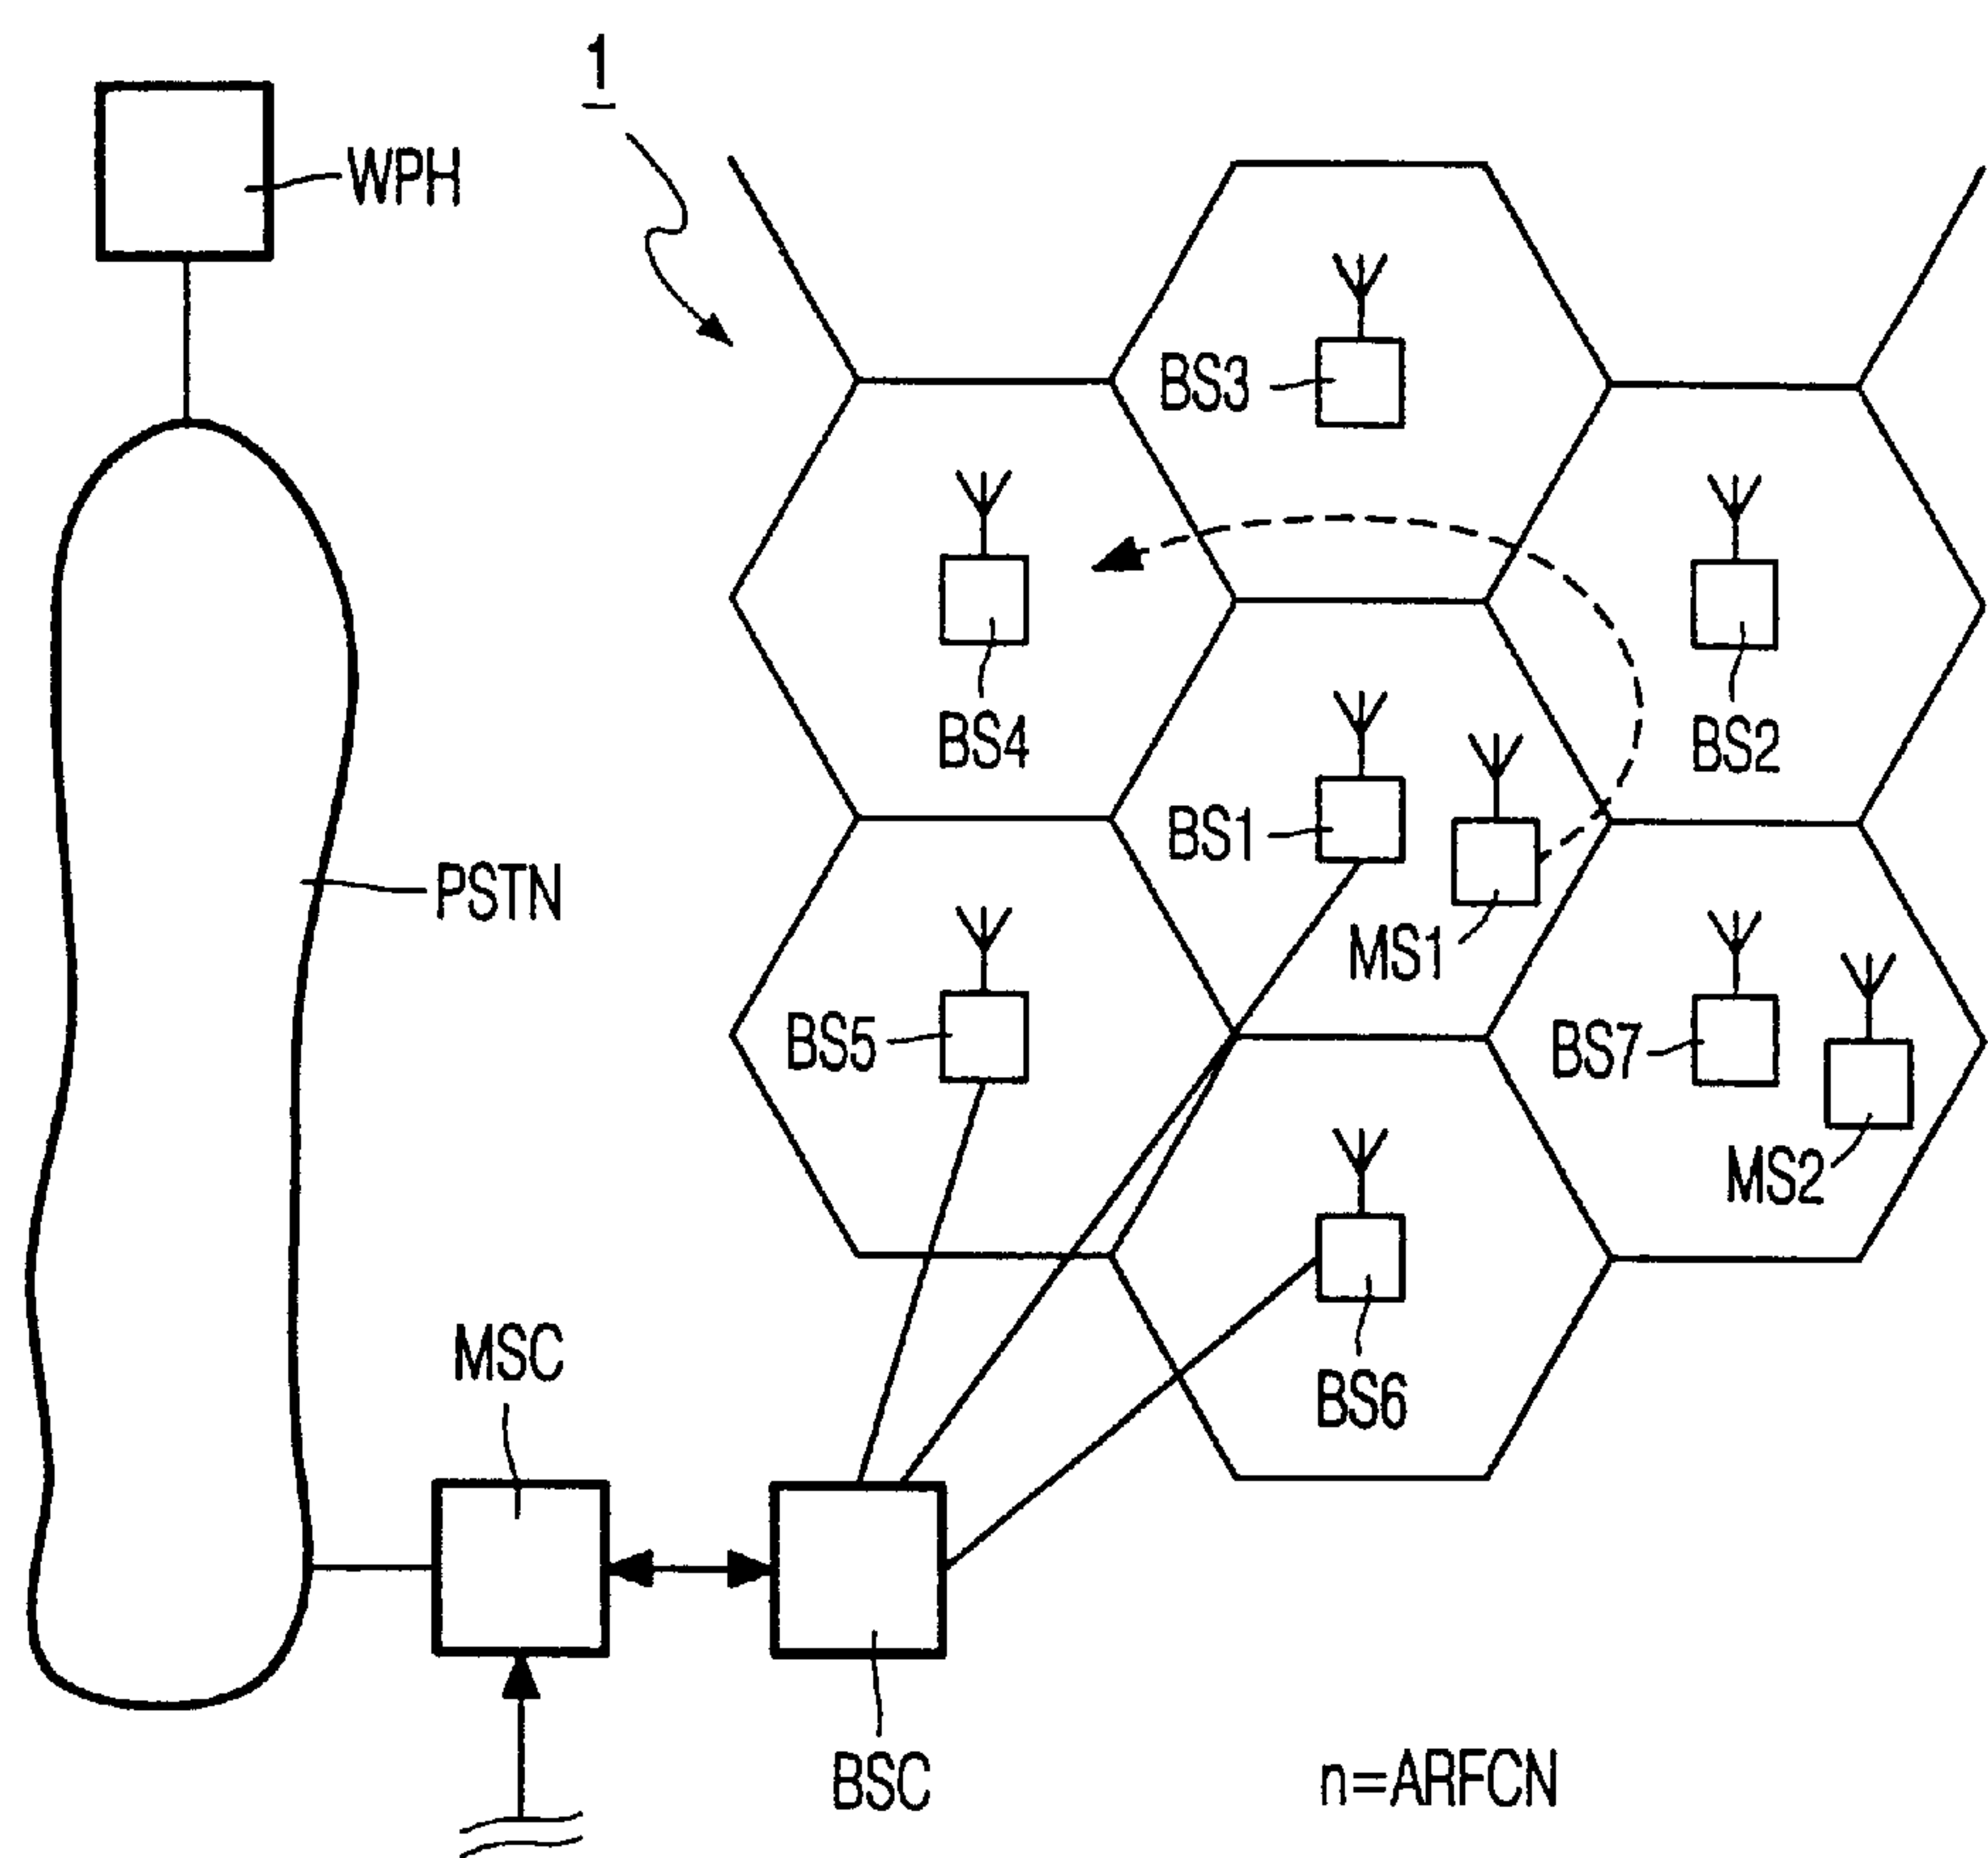 1
WPH
BS3
BS4
BS2
BS1
PSTN
MS1
BS5
BS7
MS2
MSC
BS6
BSC
n=ARFCN